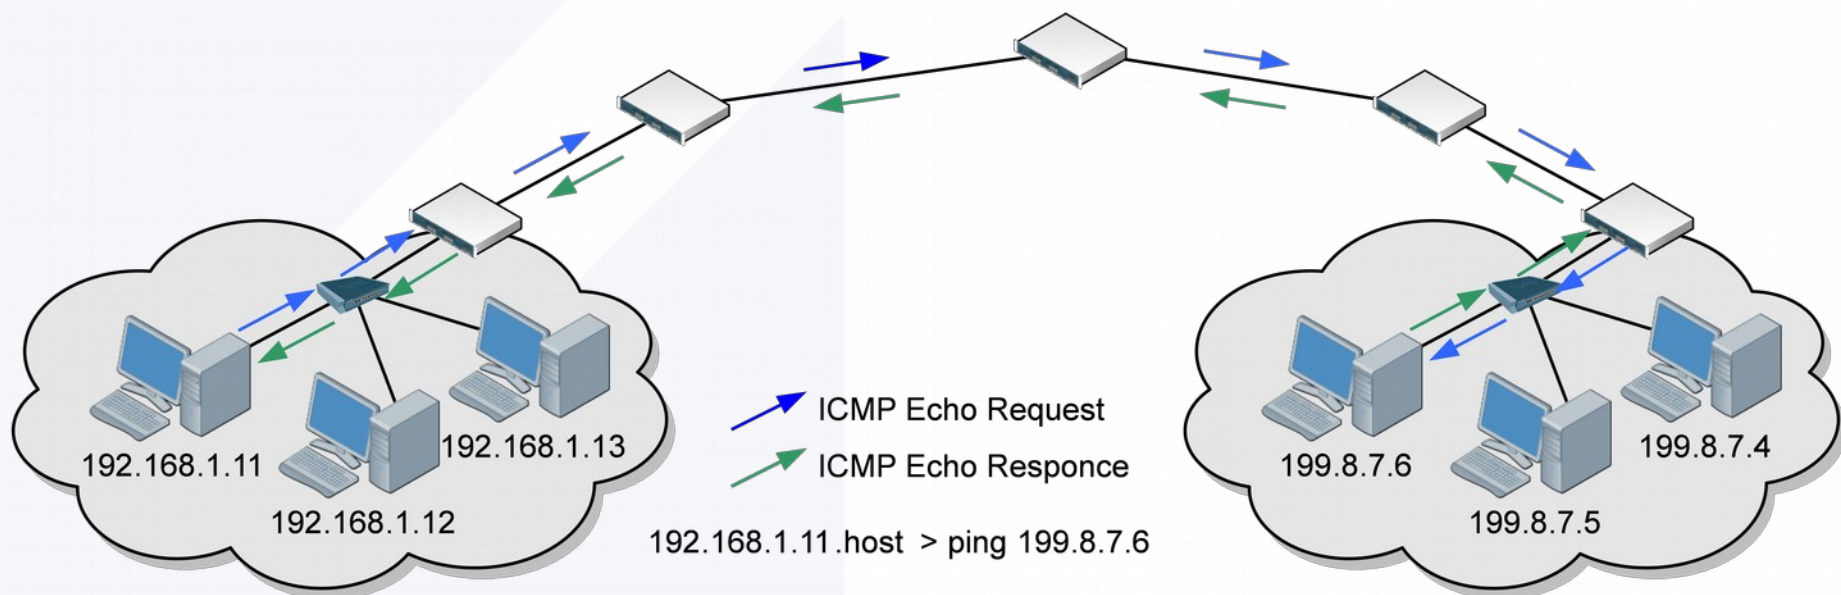 192.168.1.11
192.168.1.12
192.168.1.13
ICMP Echo Request
ICMP Echo Responce
192.168.1.11.host > ping 199.8.7.6
199.8.7.6
199.8.7.5
199.8.7.4